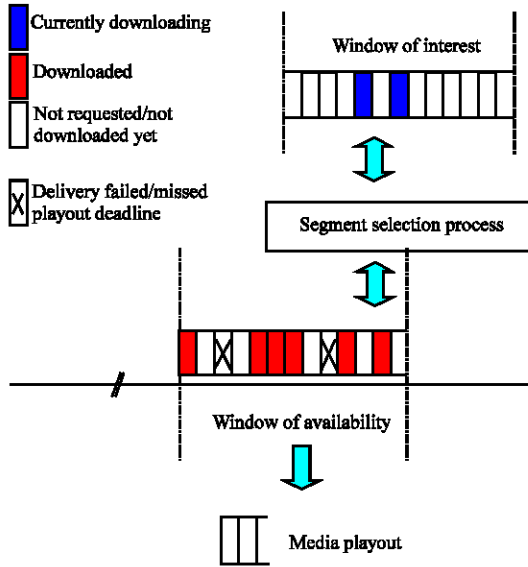 Currently downloading
Downloaded
Not requested/not
downloaded yet
Delivery failed/missed
playout deadline
Window of interest
Segment selection process
Window of availability
Media playout